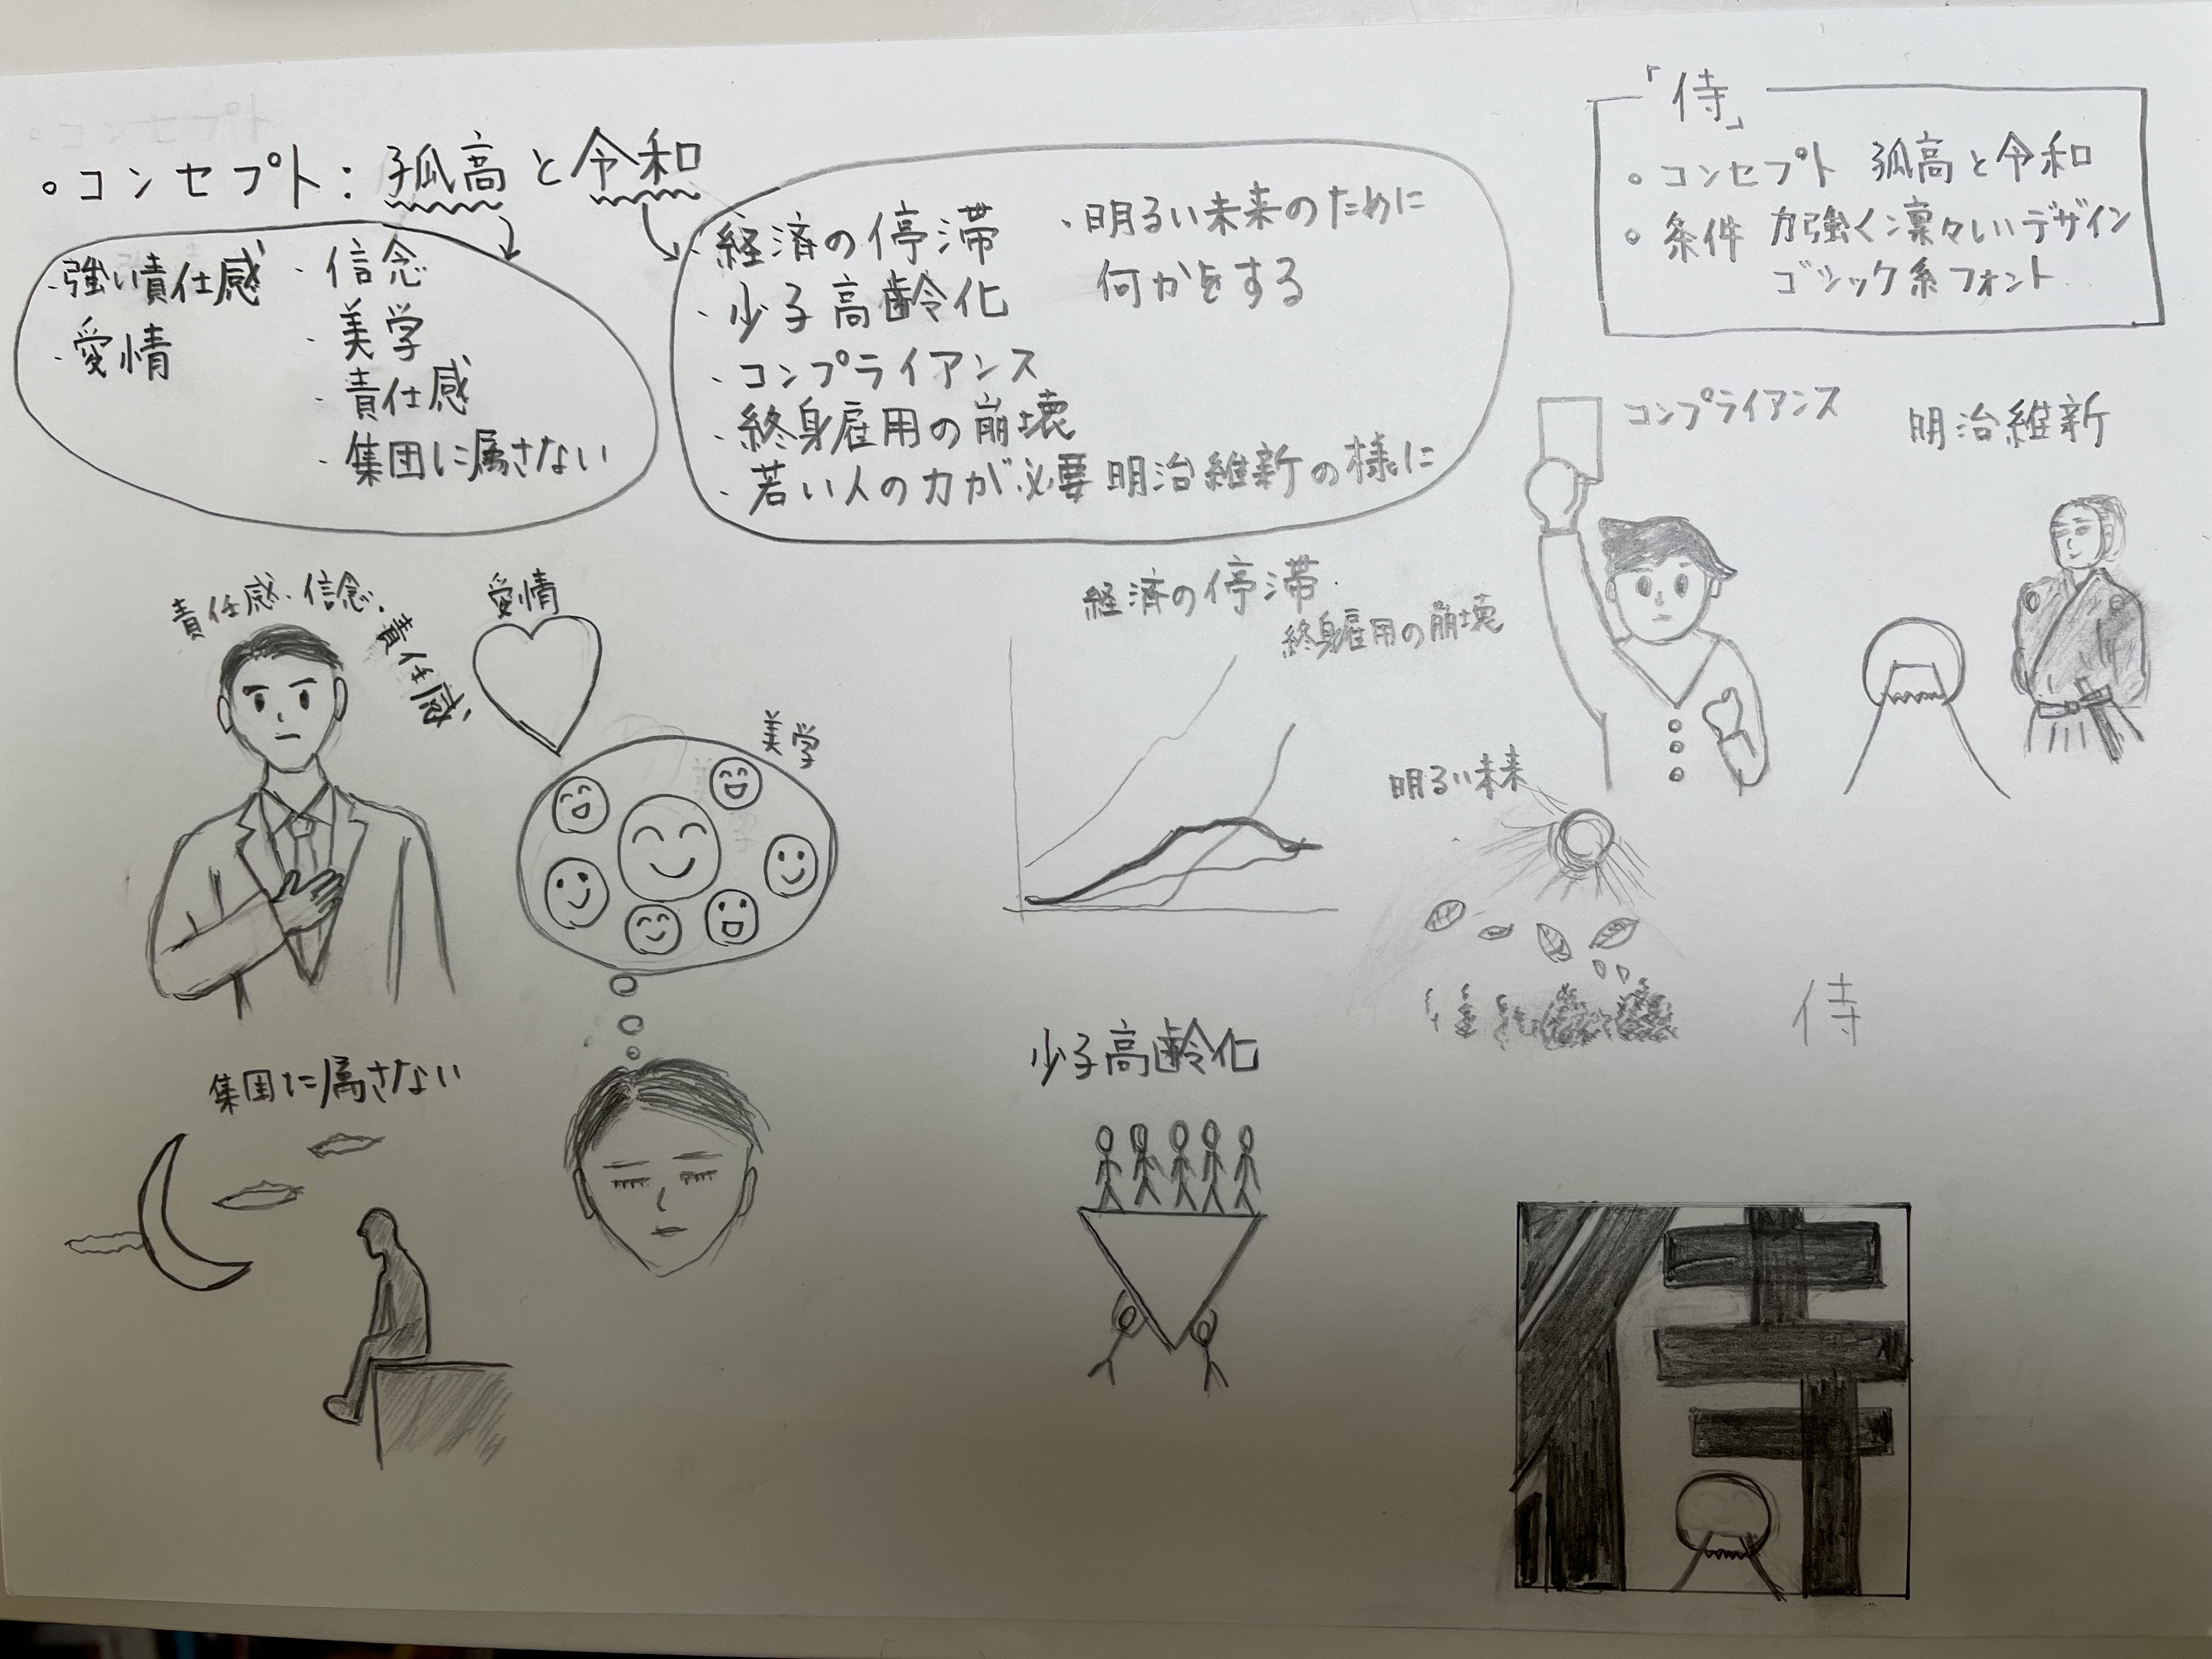 。コンセプト:孤高と令和
・強い責任感
・愛情
・信念
・美学
・責任感
・集団に属さない
・経済の停滞
・少子高齢化
・コンプライアンス
・終身雇用の崩壊
・若い人の力が必要 明治維新の様に
・明るい未来のために
何かをする
「侍」
。コンセプト 孤高と令和
。条件 力強く凛々しいデザイン
ゴシック系フォント
責任感・信念・責任感
愛情
美学
集団に属さない
経済の停滞
終身雇用の崩壊
少子高齢化
明るい未来
コンプライアンス
明治維新
侍
侍